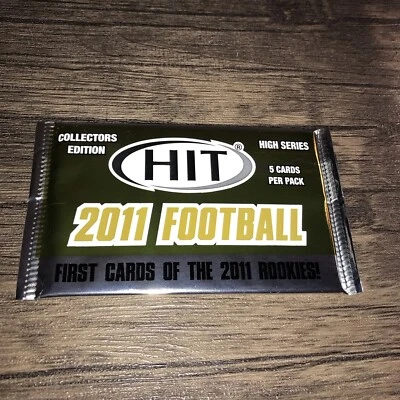 COLLECTORS
EDITION
HIT®
HIGH SERIES
5 CARDS
PER PACK
2011 FOOTBALL
FIRST CARDS OF THE 2011 ROOKIES!